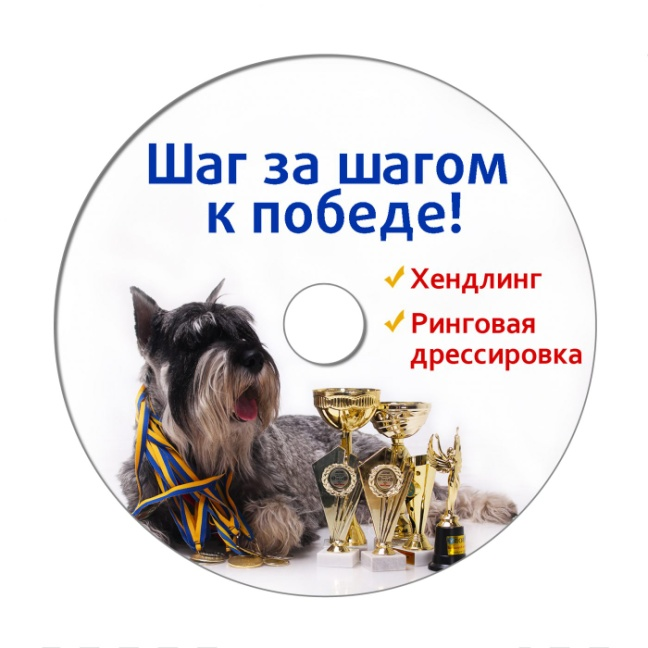 Шаг за шагом
к победе!
Хендлинг
Ринговая
дрессировка